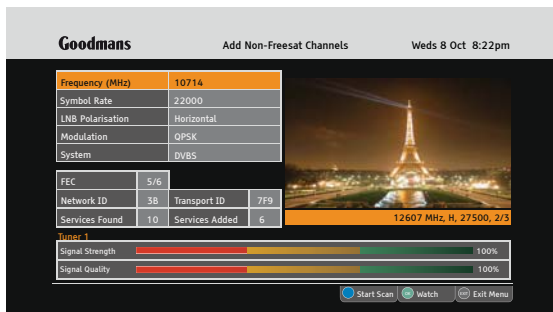 Goodmans Add Non-Freesat Channels Weds 8 Oct 8:22pm
Frequency (MHz) 10714
Symbol Rate 22000
LNB Polarisation Horizontal
Modulation QPSK
System DVBS
FEC 5/6
Network ID 3B Transport ID 7F9
Services Found 10 Services Added 6
12607 MHz, H, 27500, 2/3
Tuner 1
Signal Strength 100%
Signal Quality 100%
Start Scan OK Watch EXIT Exit Menu